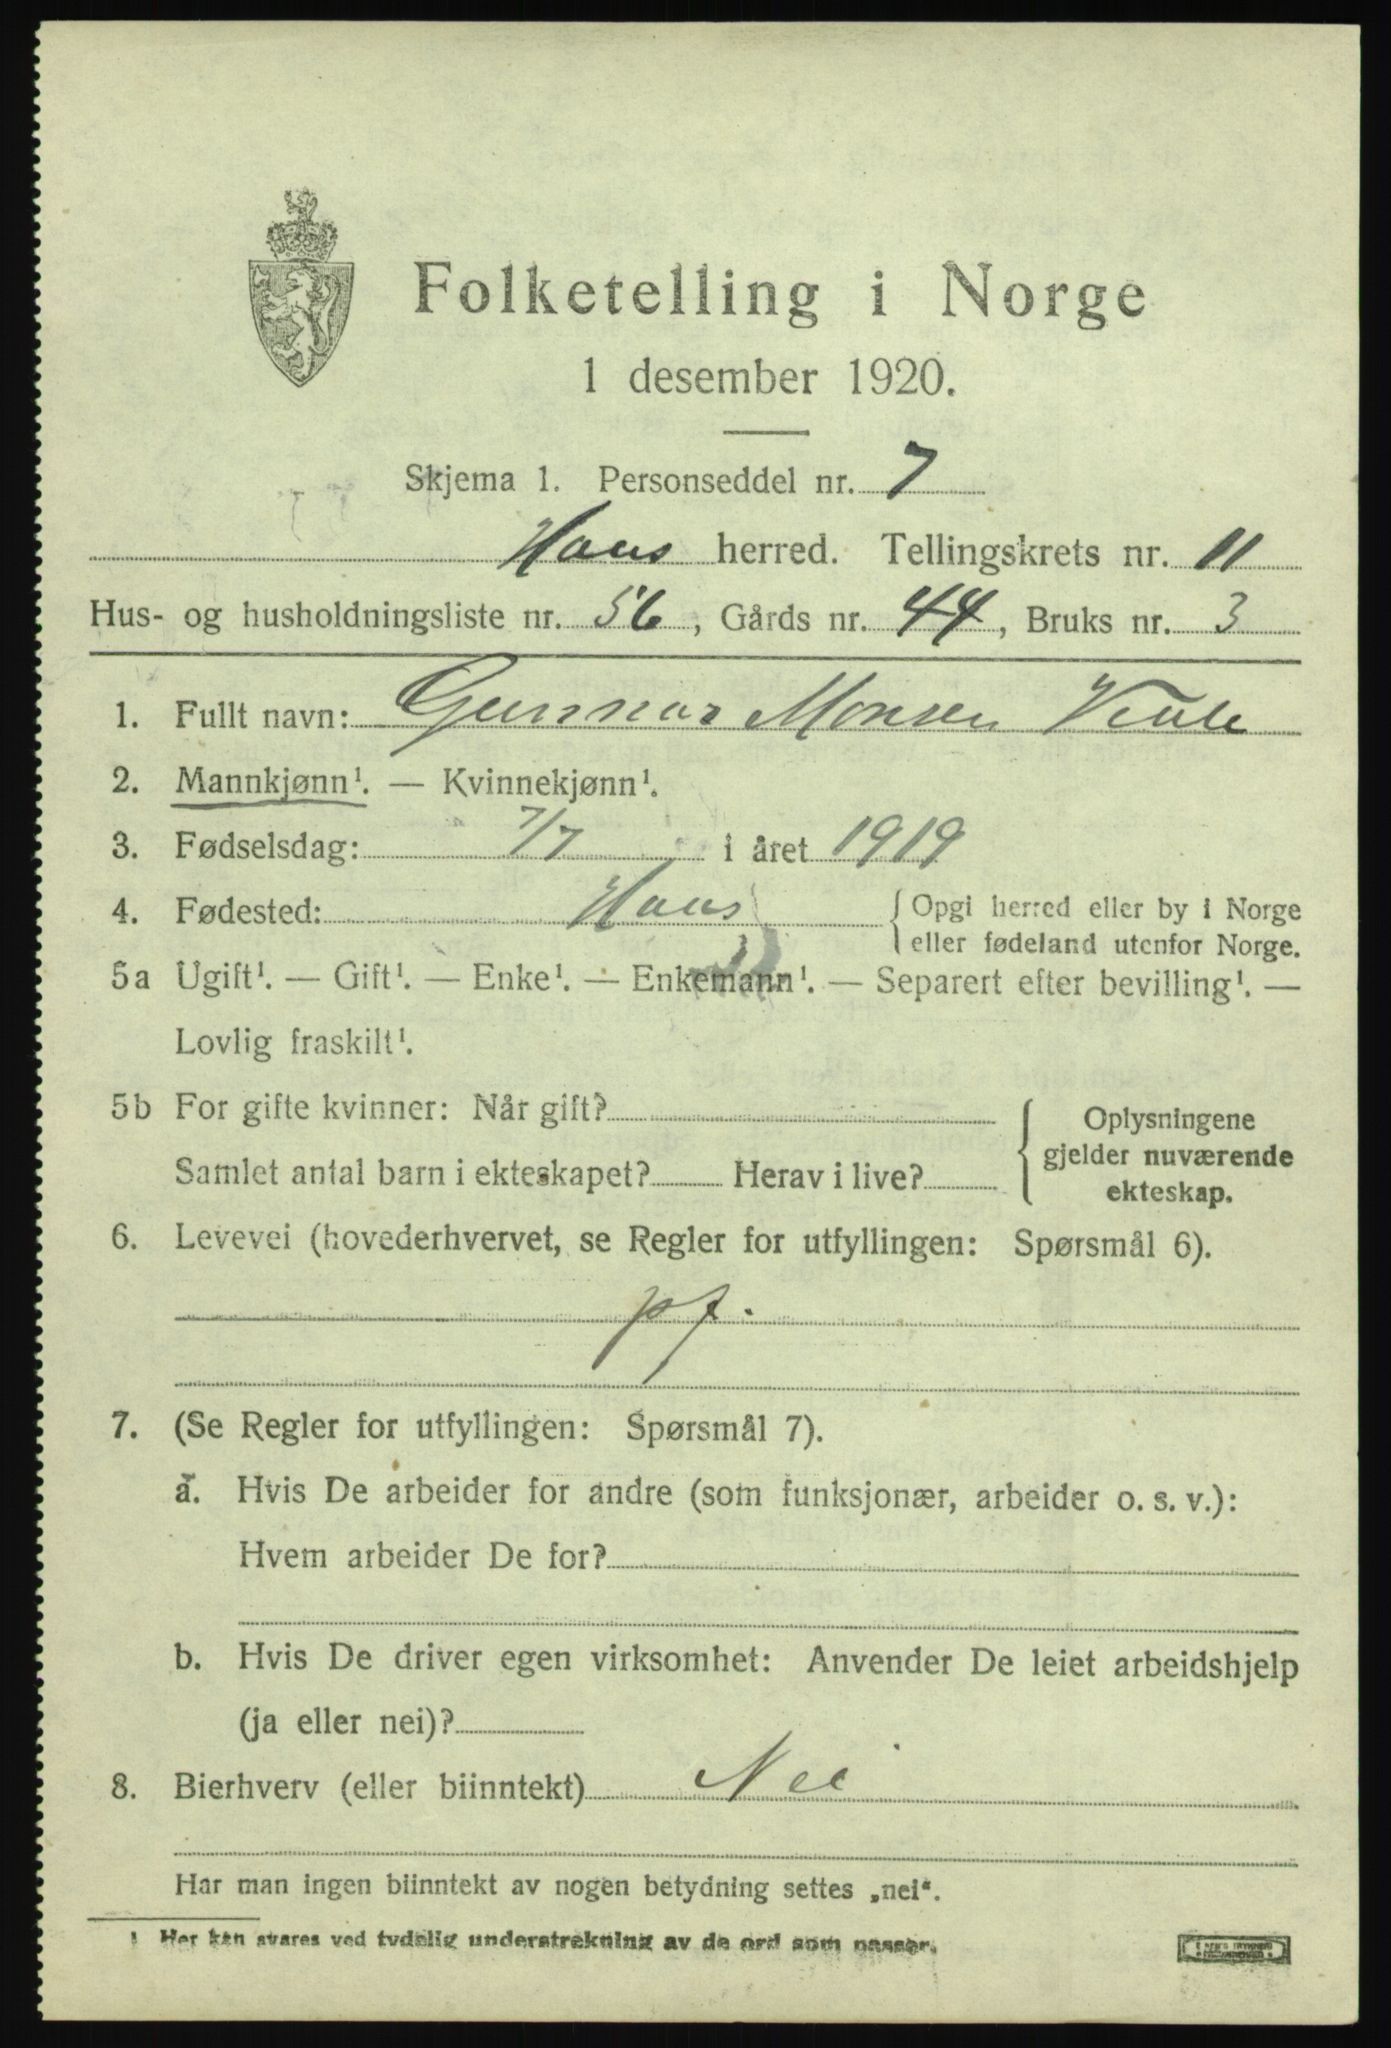 Folketelling i Norge
1 desember 1920.
Skjema 1. Personseddel nr. 7
Haus herred. Tellingskrets nr. 11
Hus- og husholdningsliste nr. 56, Gårds nr. 44, Bruks nr. 3
1. Fullt navn: Gunnar Monsen
2. Mannkjønn¹. — Kvinnekjønn¹.
3. Fødselsdag: 7/7 i året 1919
4. Fødested: Haus { Opgi herred eller by i Norge
eller fødeland utenfor Norge.
5a Ugift¹. — Gift¹. — Enke¹. — Enkemann¹. — Separert efter bevilling¹. —
Lovlig fraskilt¹.
5b For gifte kvinner: Når gift? { Oplysningene
gjelder nuværende
Samlet antal barn i ekteskapet? Herav i live?
ekteskap.
6. Levevei (hovederhvervet, se Regler for utfyllingen: Spørsmål 6).
pf.
7. (Se Regler for utfyllingen: Spørsmål 7).
a. Hvis De arbeider for andre (som funksjonær, arbeider o. s. v.):
Hvem arbeider De for?
b. Hvis De driver egen virksomhet: Anvender De leiet arbeidshjelp
(ja eller nei)?
8. Bierhverv (eller biinntekt) Nei
Har man ingen biinntekt av nogen betydning settes „nei“.
1 Her kan svares ved tydelig understrekning av de ord som passer.